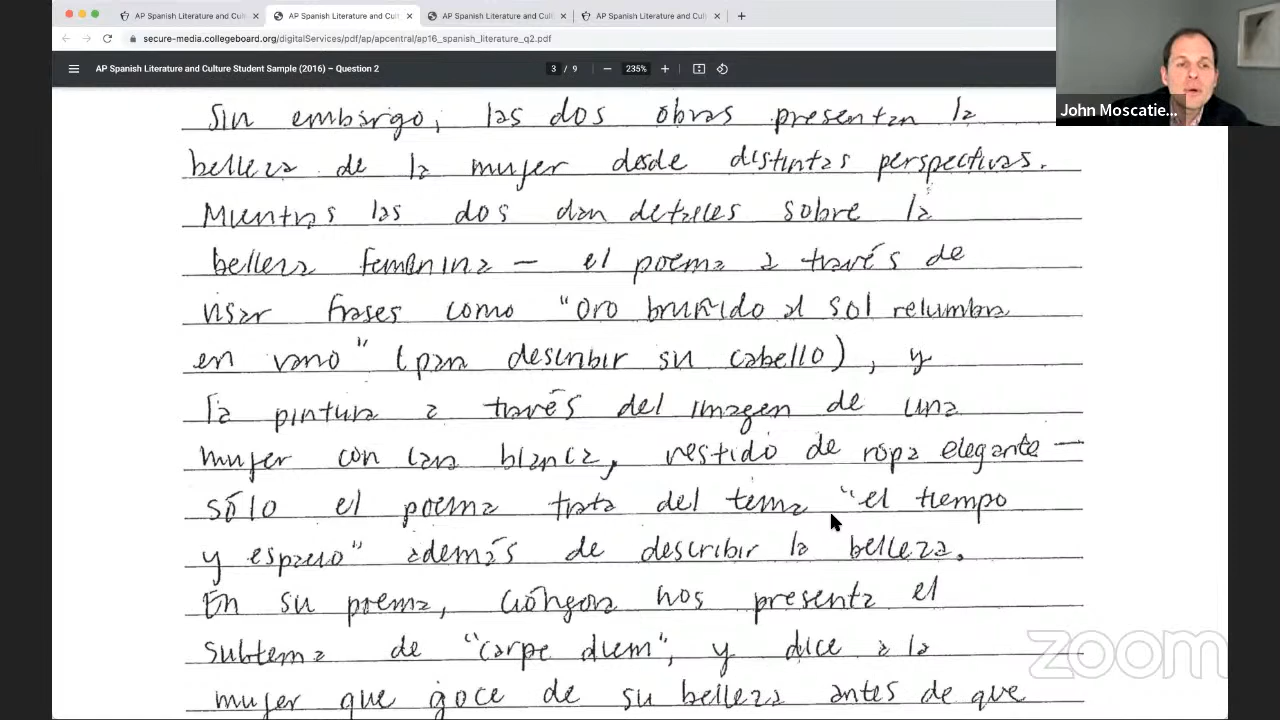 AP Spanish Literature and Cultu
AP Spanish Literature and Cult
AP Spanish Literature and Cult
AP Spanish Literature and Cultu
secure-media.collegeboard.org/digitalServices/pdf/ap/apcentral/ap16_spanish_literature_q2.pdf
AP Spanish Literature and Culture Student Sample (2016) – Question 2
3 / 9
235%
John Moscatie...
Sin embargo, las dos obras presentan la
belleza de la mujer desde distintas perspectivas.
Mientras las dos dan detalles sobre la
belleza femenina — el poema a través de
usar frases como "Oro bruñido al sol relumbra
en vano" (para describir su cabello), y
la pintura a través del imagen de una
mujer con cara blanca, vestido de ropa elegante —
sólo el poema trata del tema "el tiempo
y espacio" además de describir la belleza.
En su poema, Góngora nos presenta el
subtema de "carpe diem", y dice a la
mujer que goce de su belleza antes de que
zoom